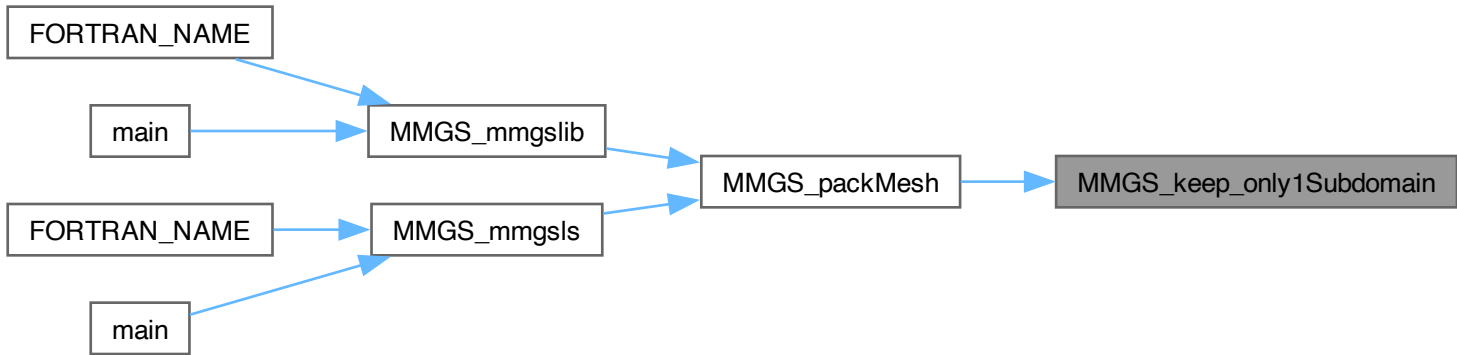 FORTRAN_NAME
main
MMGS_mmgslib
MMGS_packMesh
MMGS_keep_only1Subdomain
FORTRAN_NAME
MMGS_mmgsls
main